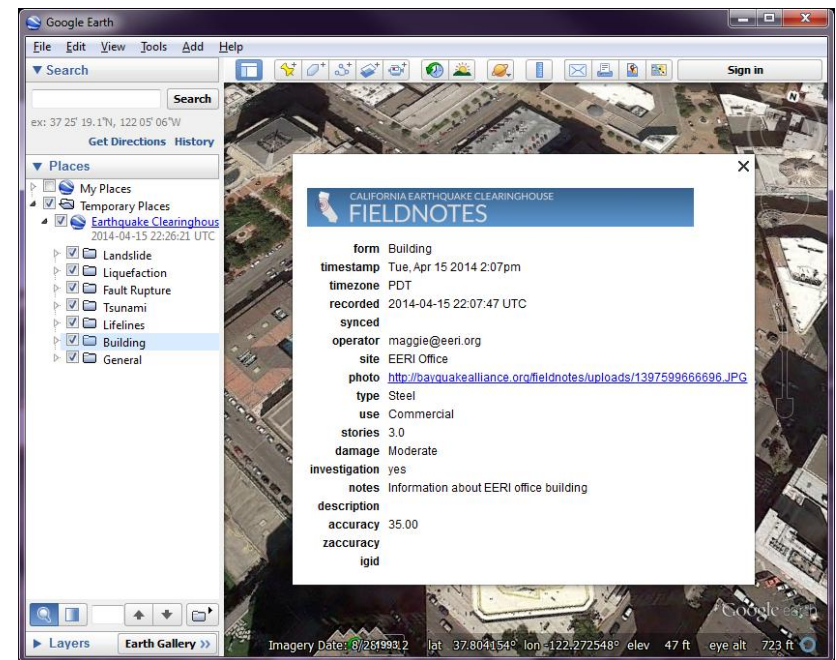 Google Earth
File Edit View Tools Add Help
Search
Search
ex: 37 25' 19.1"N, 122 05' 06"W
Get Directions History
Places
My Places
Temporary Places
Earthquake Clearinghous
2014-04-15 22:26:21 UTC
Landslide
Liquefaction
Fault Rupture
Tsunami
Lifelines
Building
General
Layers Earth Gallery »
Sign in
N
CALIFORNIA EARTHQUAKE CLEARINGHOUSE
FIELDNOTES
form Building
timestamp Tue, Apr 15 2014 2:07pm
timezone PDT
recorded 2014-04-15 22:07:47 UTC
synced
operator maggie@eeri.org
site EERI Office
photo http://bayquakealliance.org/fieldnotes/uploads/1397599666696.JPG
type Steel
use Commercial
stories 3.0
damage Moderate
investigation yes
notes Information about EERI office building
description
accuracy 35.00
zaccuracy
igid
Google earth
Imagery Date: lat 37.804154° lon -122.272548° elev 47 ft eye alt 723 ft